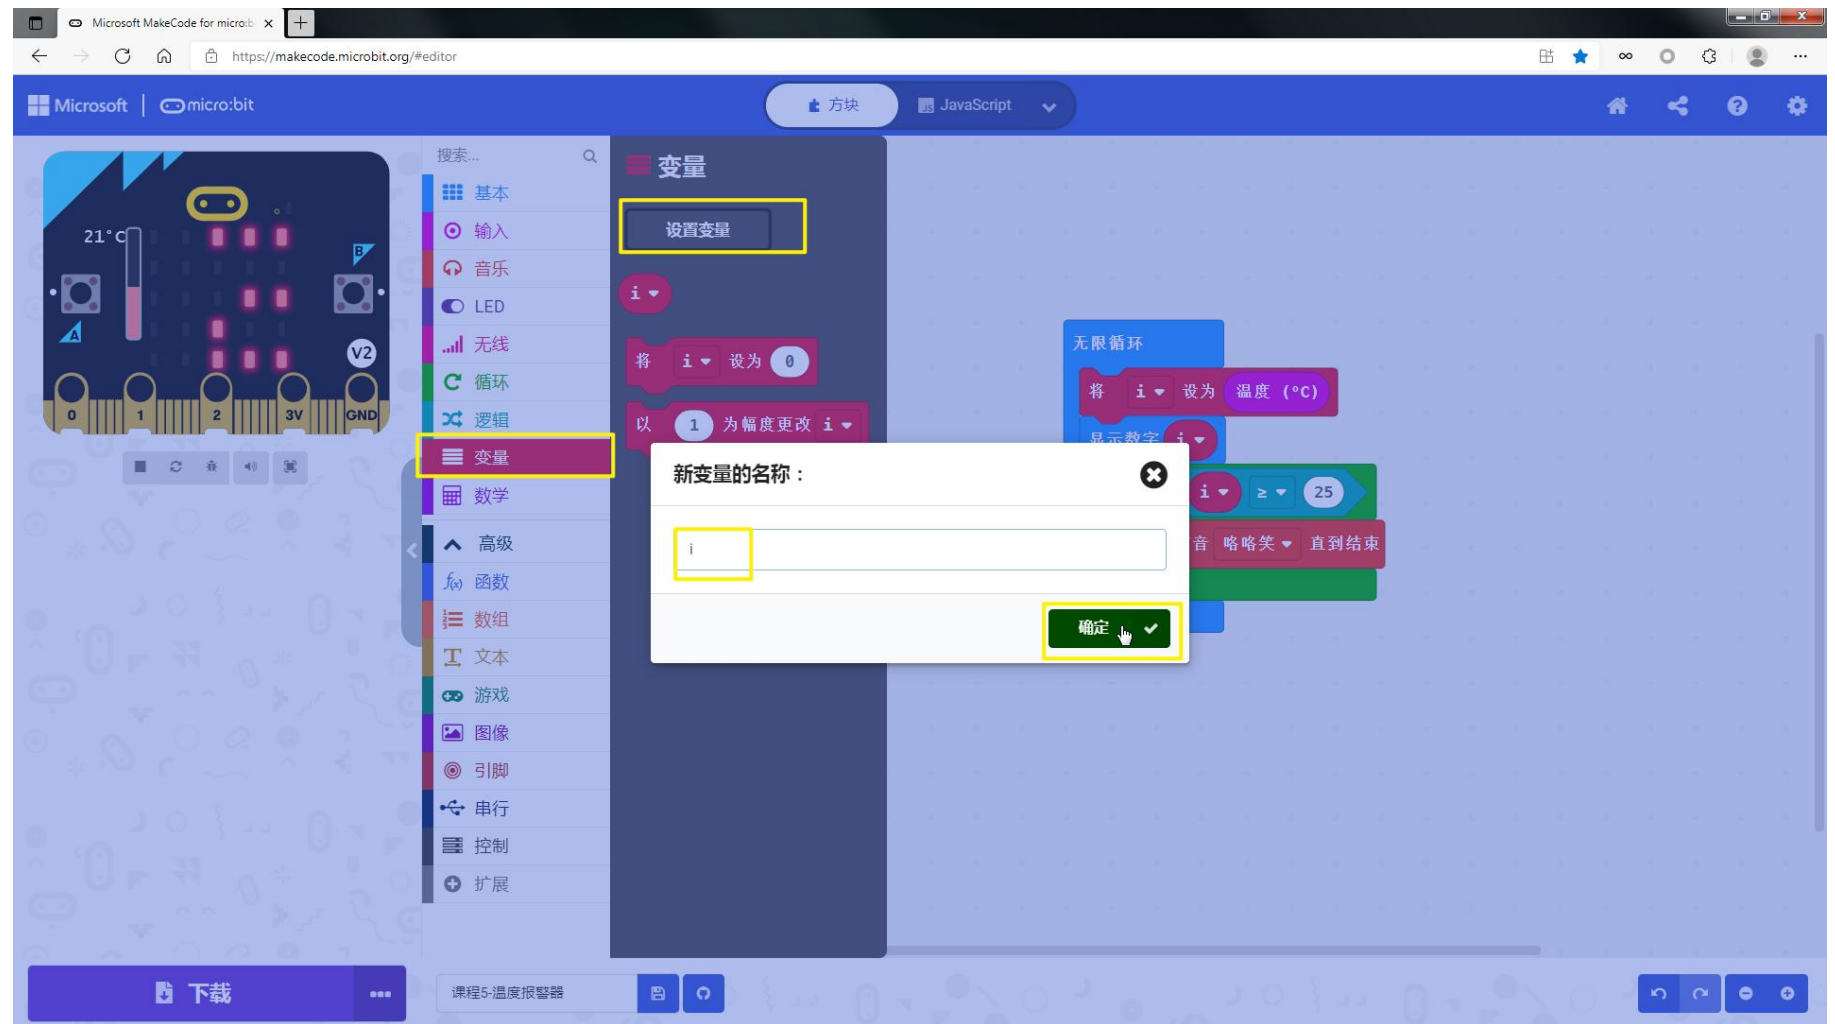 Microsoft MakeCode for micro:b
https://makecode.microbit.org/#editor
Microsoft
micro:bit
方块
JavaScript
21°C
B
A
V2
0
1
2
3V
GND
搜索...
基本
输入
音乐
LED
无线
循环
逻辑
变量
数学
高级
f(x) 函数
数组
文本
游戏
图像
引脚
串行
控制
扩展
变量
设置变量
i
将 i 设为 0
以 1 为幅度更改 i
无限循环
将 i 设为 温度 (°C)
显示数字 i
i ≥ 25
音 咯咯笑 直到结束
新变量的名称：
i
确定
下载
课程5-温度报警器